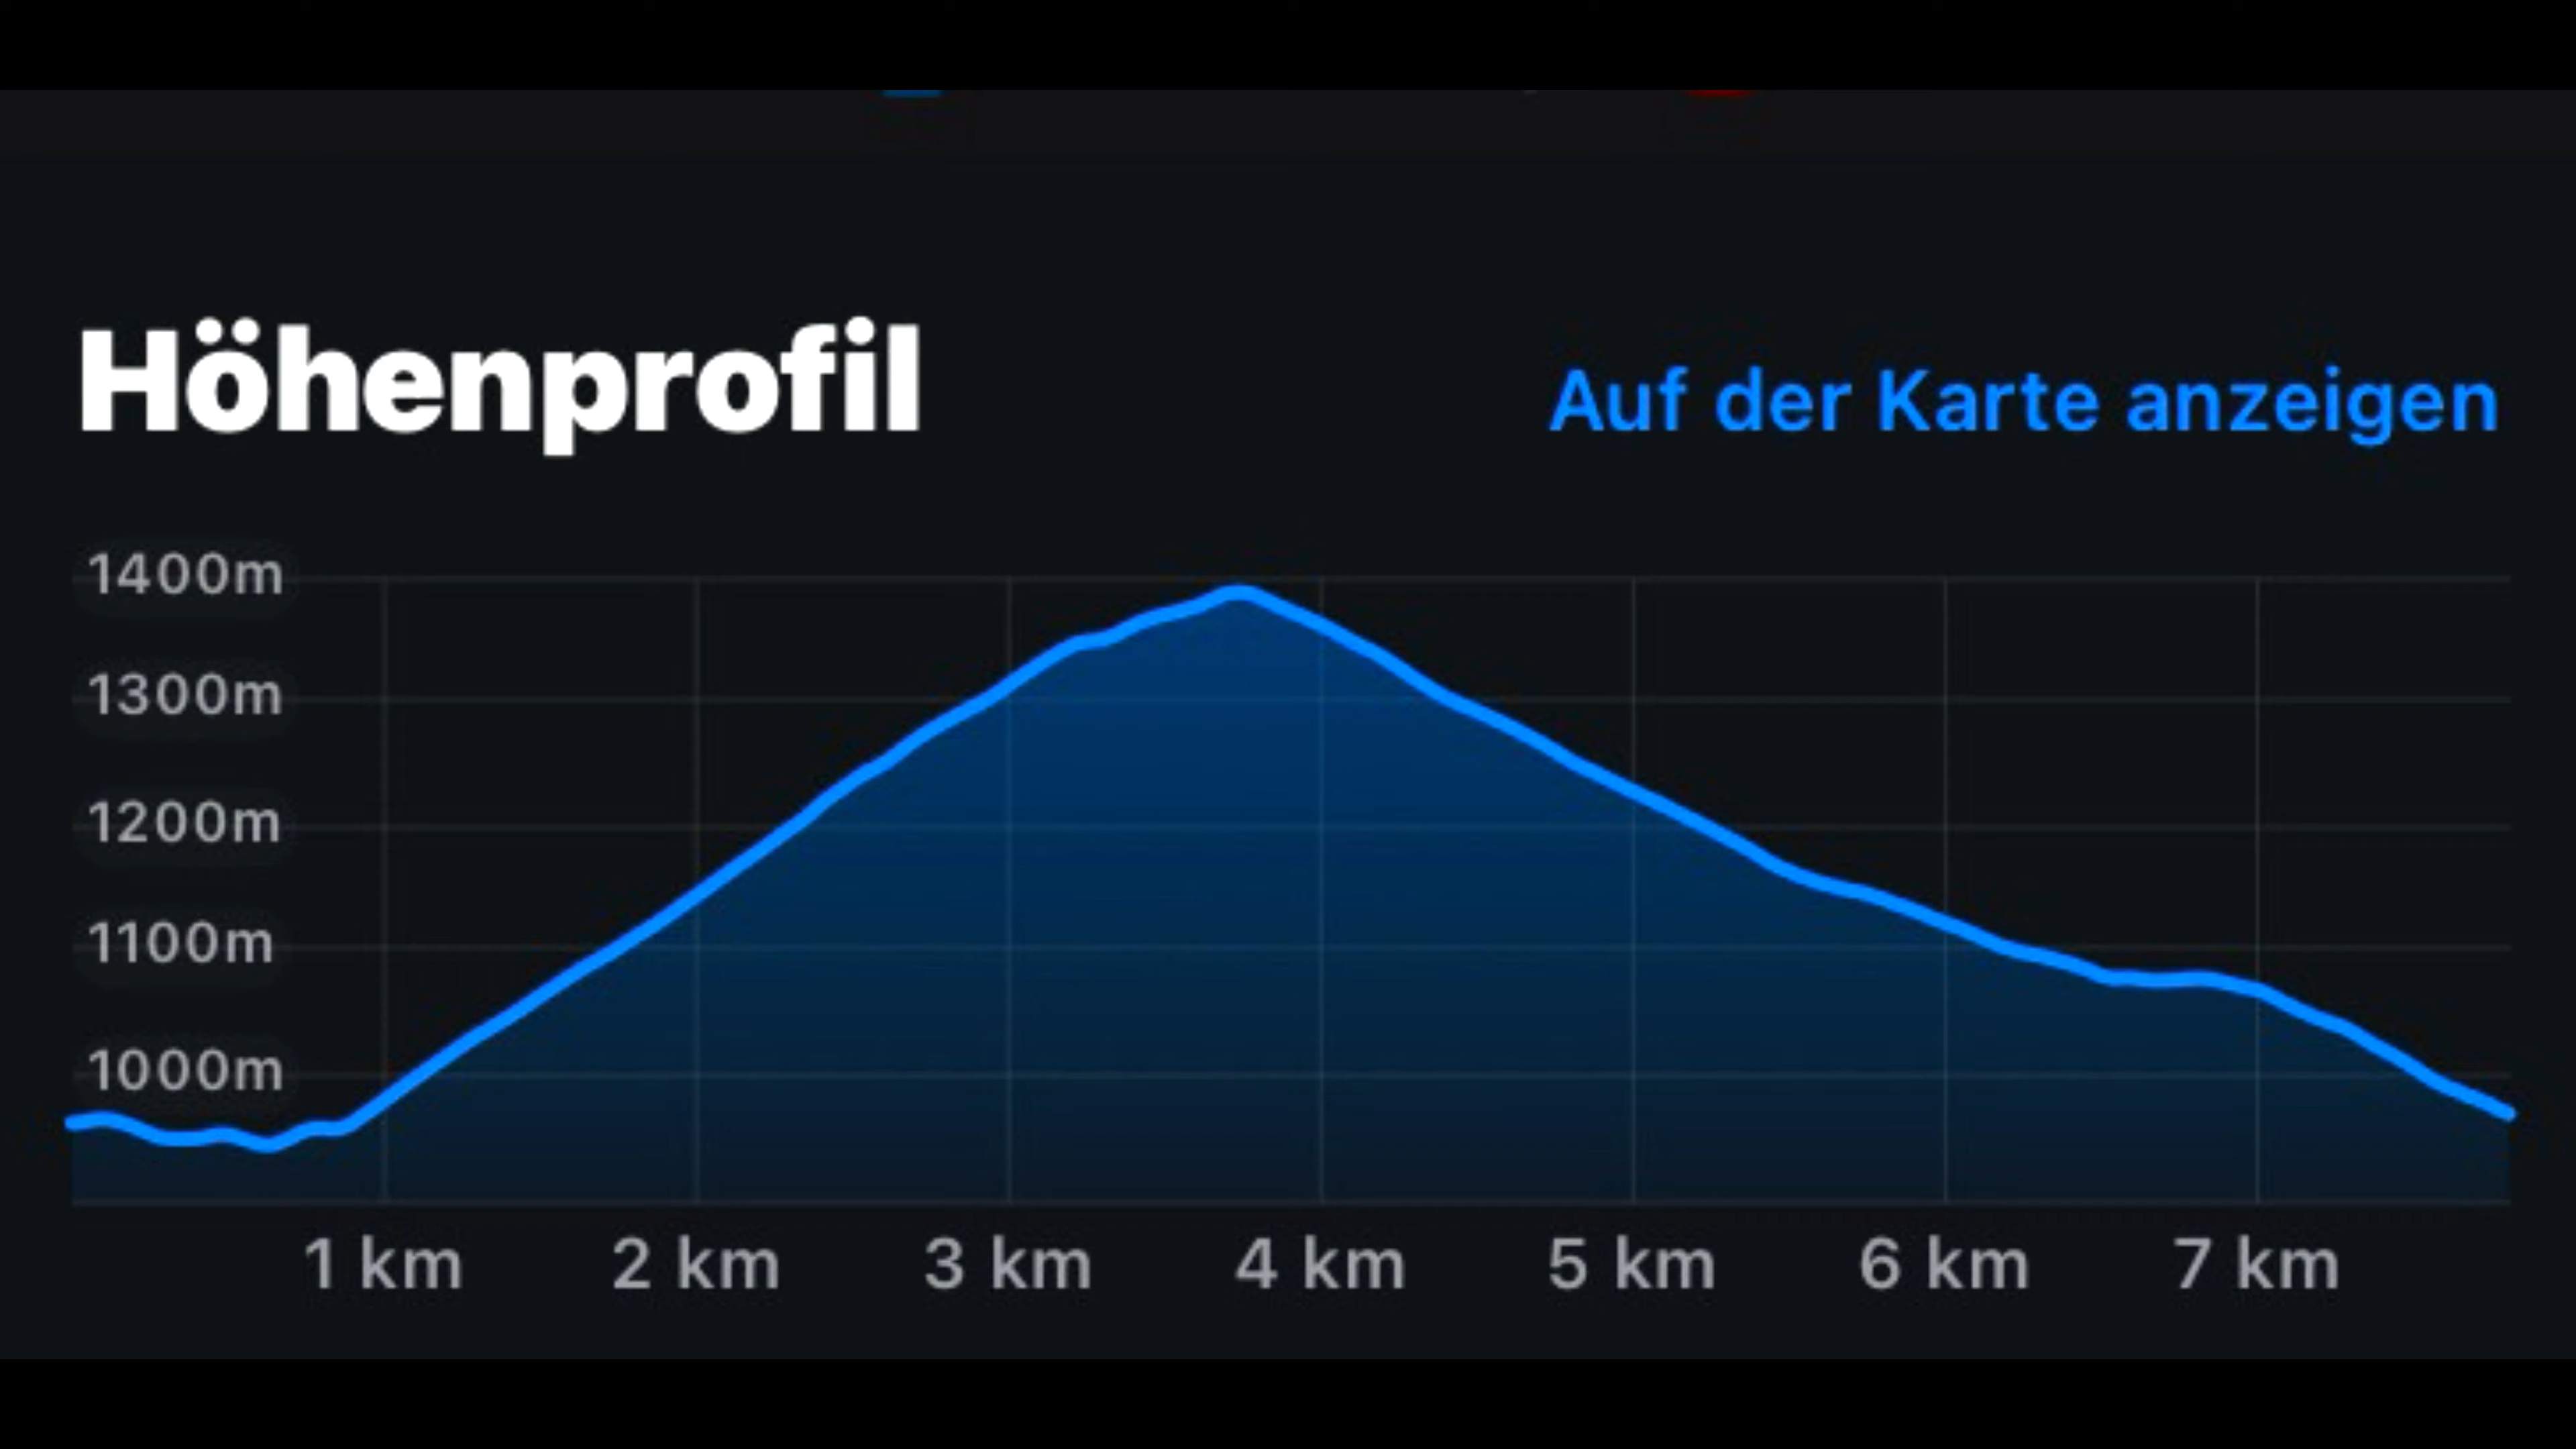 Höhenprofil
Auf der Karte anzeigen
1400m
1300m
1200m
1100m
1000m
1 km 2 km 3 km 4 km 5 km 6 km 7 km